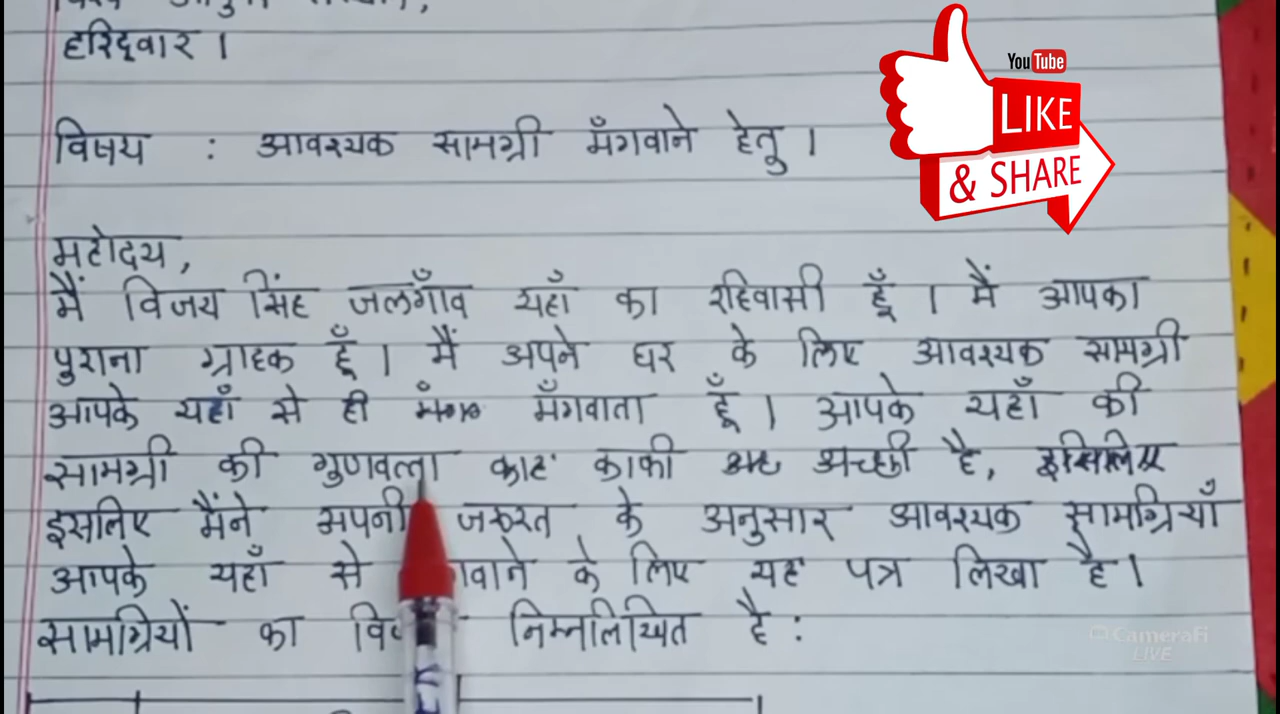 हरिद्वार ।
YouTube
LIKE
& SHARE
विषय : आवश्यक सामग्री मँगवाने हेतु ।
महोदय,
मैं विजय सिंह जलगाँव यहाँ का रहिवासी हूँ । मैं आपका
पुराना ग्राहक हूँ । मैं अपने घर के लिए आवश्यक सामग्री
आपके यहाँ से ही मँगवाता हूँ । आपके यहाँ की
सामग्री की गुणवत्ता काफी अच्छी है,
इसलिए मैंने अपनी जरुरत के अनुसार आवश्यक सामग्रियाँ
आपके यहाँ से गवाने के लिए यह पत्र लिखा है ।
सामग्रियों का निम्नलिखित है :
CameraFi
LIVE